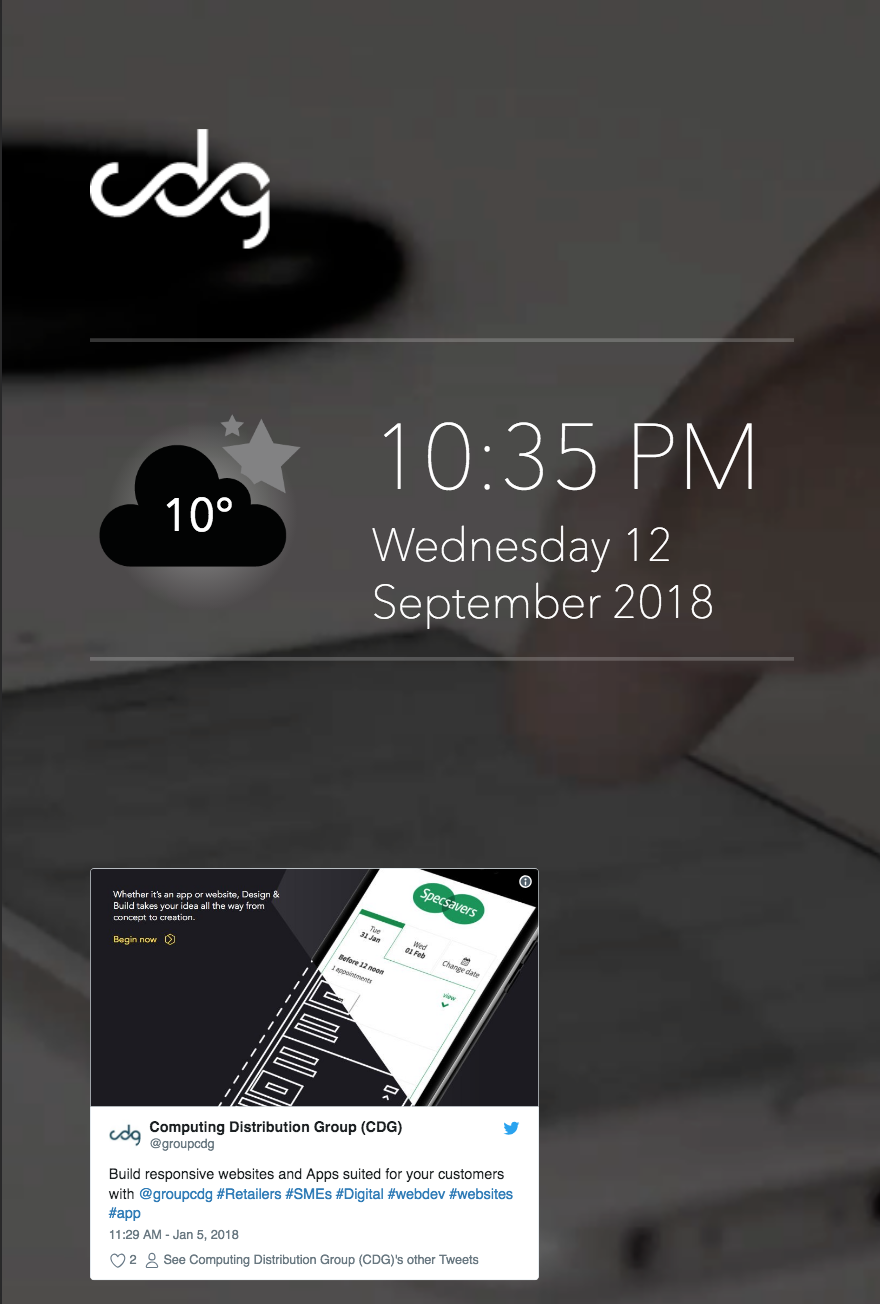 cdg
10:35 PM
10°
Wednesday 12
September 2018
Whether it's an app or website, Design &
Build takes your idea all the way from
concept to creation.
Begin now
Specsavers
Tue
31 Jan
Wed
01 Feb
Change date
Before 12 noon
1 appointments
view
cdg
Computing Distribution Group (CDG)
@groupcdg
Build responsive websites and Apps suited for your customers
with @groupcdg #Retailers #SMEs #Digital #webdev #websites
#app
11:29 AM - Jan 5, 2018
2 See Computing Distribution Group (CDG)'s other Tweets